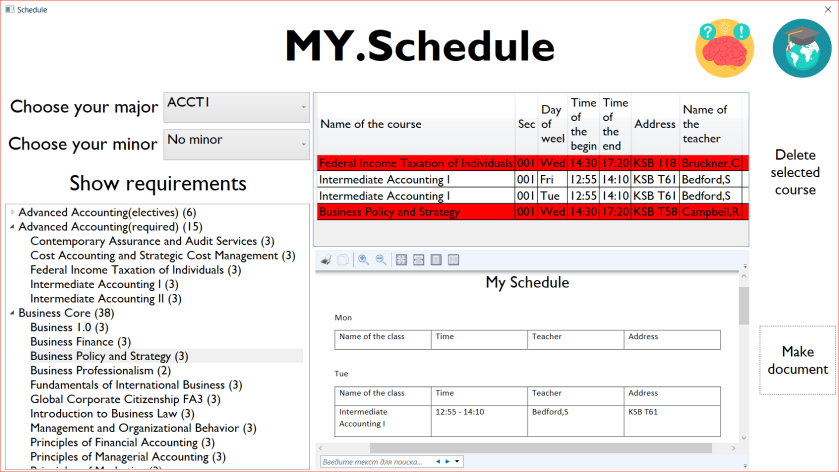 Schedule
MY.Schedule
Choose your major ACCT1
Choose your minor No minor
Show requirements
Advanced Accounting(electives) (6)
Advanced Accounting(required) (15)
Contemporary Assurance and Audit Services (3)
Cost Accounting and Strategic Cost Management (3)
Federal Income Taxation of Individuals (3)
Intermediate Accounting I (3)
Intermediate Accounting II (3)
Business Core (38)
Business 1.0 (3)
Business Finance (3)
Business Policy and Strategy (3)
Business Professionalism (2)
Fundamentals of International Business (3)
Global Corporate Citizenship FA3 (3)
Introduction to Business Law (3)
Management and Organizational Behavior (3)
Principles of Financial Accounting (3)
Principles of Managerial Accounting (3)
Principles of Marketing (3)
Name of the course Sec Day of weel Time of the begin Time of the end Address Name of the teacher
Federal Income Taxation of Individuals 001 Wed 14:30 17:20 KSB 118 Bruckner,C
Intermediate Accounting I 001 Fri 12:55 14:10 KSB T61 Bedford,S
Intermediate Accounting I 001 Tue 12:55 14:10 KSB T61 Bedford,S
Business Policy and Strategy 001 Wed 14:30 17:20 KSB T58 Campbell,R
My Schedule
Mon
Name of the class Time Teacher Address
Tue
Name of the class Time Teacher Address
Intermediate Accounting I 12:55 - 14:10 Bedford,S KSB T61
Введите текст для поиска...
Delete
selected
course
Make
document